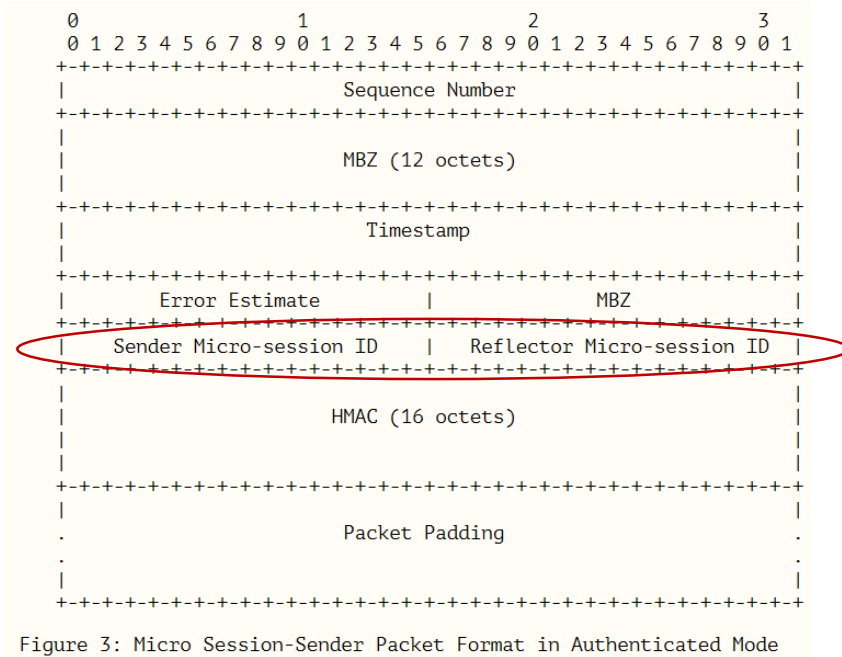 0 1 2 3
0 1 2 3 4 5 6 7 8 9 0 1 2 3 4 5 6 7 8 9 0 1 2 3 4 5 6 7 8 9 0 1
+-+-+-+-+-+-+-+-+-+-+-+-+-+-+-+-+-+-+-+-+-+-+-+-+-+-+-+-+-+-+-+-+
| Sequence Number |
+-+-+-+-+-+-+-+-+-+-+-+-+-+-+-+-+-+-+-+-+-+-+-+-+-+-+-+-+-+-+-+-+
| |
| MBZ (12 octets) |
| |
+-+-+-+-+-+-+-+-+-+-+-+-+-+-+-+-+-+-+-+-+-+-+-+-+-+-+-+-+-+-+-+-+
| Timestamp |
| |
+-+-+-+-+-+-+-+-+-+-+-+-+-+-+-+-+-+-+-+-+-+-+-+-+-+-+-+-+-+-+-+-+
| Error Estimate | MBZ |
+-+-+-+-+-+-+-+-+-+-+-+-+-+-+-+-+-+-+-+-+-+-+-+-+-+-+-+-+-+-+-+-+
| Sender Micro-session ID | Reflector Micro-session ID |
+-+-+-+-+-+-+-+-+-+-+-+-+-+-+-+-+-+-+-+-+-+-+-+-+-+-+-+-+-+-+-+-+
| |
| HMAC (16 octets) |
| |
| |
+-+-+-+-+-+-+-+-+-+-+-+-+-+-+-+-+-+-+-+-+-+-+-+-+-+-+-+-+-+-+-+-+
| |
. Packet Padding .
. .
| |
+-+-+-+-+-+-+-+-+-+-+-+-+-+-+-+-+-+-+-+-+-+-+-+-+-+-+-+-+-+-+-+-+
Figure 3: Micro Session-Sender Packet Format in Authenticated Mode